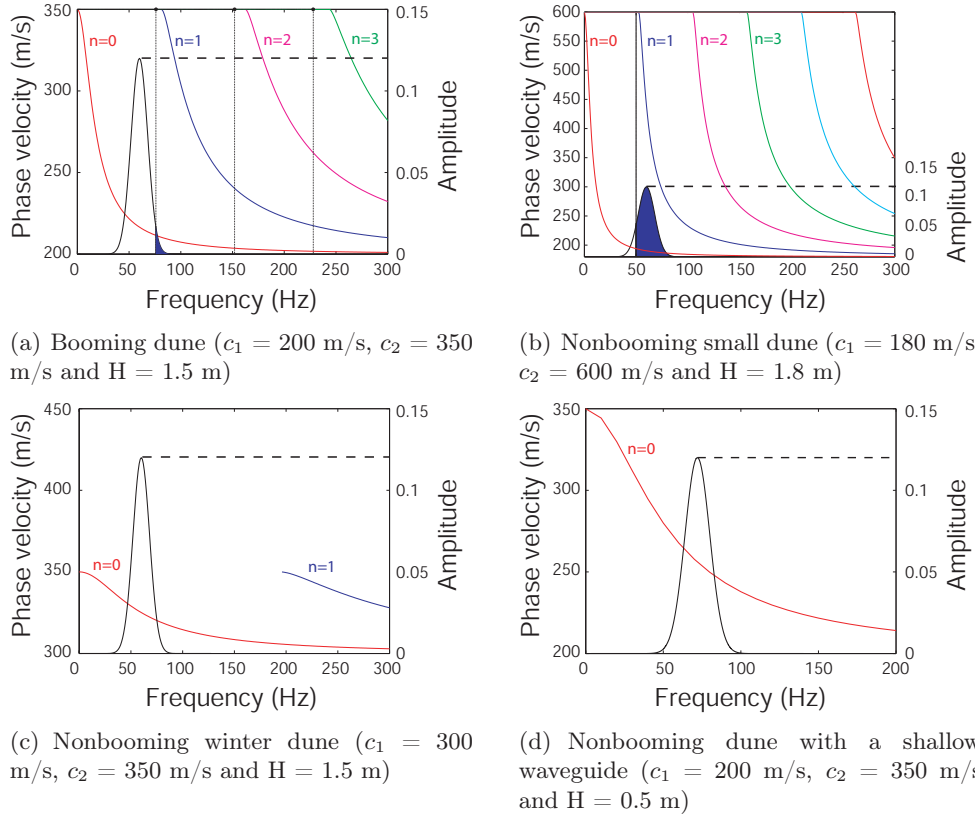 350
300
250
200
0 50 100 150 200 250 300
0.15
0.1
0.05
0
n=0
n=1
n=2
n=3
Phase velocity (m/s)
Amplitude
Frequency (Hz)
600
550
500
450
400
350
300
250
200
0 50 100 150 200 250 300
0.15
0.1
0.05
0
n=0
n=1
n=2
n=3
Phase velocity (m/s)
Amplitude
Frequency (Hz)
(a) Booming dune (c₁ = 200 m/s, c₂ = 350
m/s and H = 1.5 m)
(b) Nonbooming small dune (c₁ = 180 m/s
c₂ = 600 m/s and H = 1.8 m)
450
400
350
300
0 50 100 150 200 250 300
0.15
0.1
0.05
0
n=0
n=1
Phase velocity (m/s)
Amplitude
Frequency (Hz)
350
300
250
200
0 50 100 150 200
0.15
0.1
0.05
0
n=0
Phase velocity (m/s)
Amplitude
Frequency (Hz)
(c) Nonbooming winter dune (c₁ = 300
m/s, c₂ = 350 m/s and H = 1.5 m)
(d) Nonbooming dune with a shallow
waveguide (c₁ = 200 m/s, c₂ = 350 m/s
and H = 0.5 m)